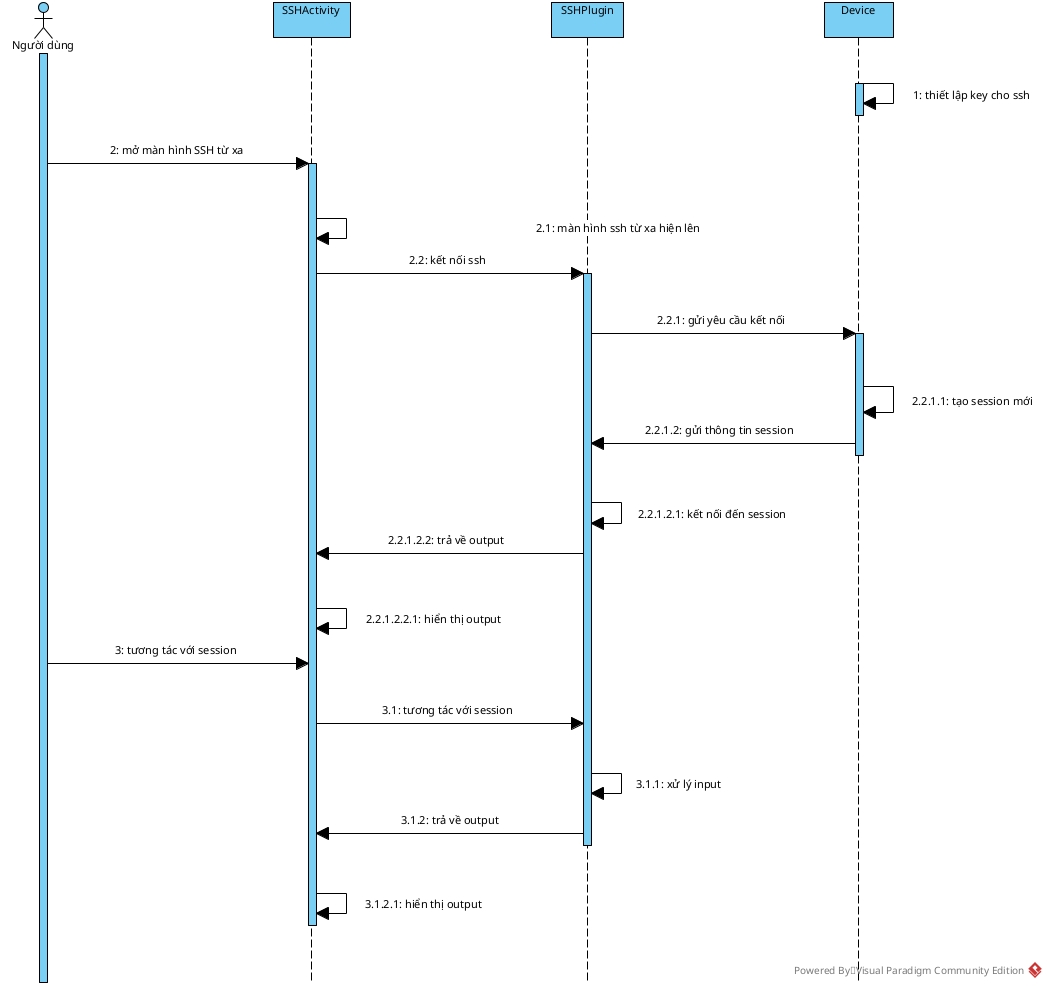 SSHActivity
SSHPlugin
Device
Người dùng
1: thiết lập key cho ssh
2: mở màn hình SSH từ xa
2.1: màn hình ssh từ xa hiện lên
2.2: kết nối ssh
2.2.1: gửi yêu cầu kết nối
2.2.1.1: tạo session mới
2.2.1.2: gửi thông tin session
2.2.1.2.1: kết nối đến session
2.2.1.2.2: trả về output
2.2.1.2.2.1: hiển thị output
3: tương tác với session
3.1: tương tác với session
3.1.1: xử lý input
3.1.2: trả về output
3.1.2.1: hiển thị output
Powered By Visual Paradigm Community Edition